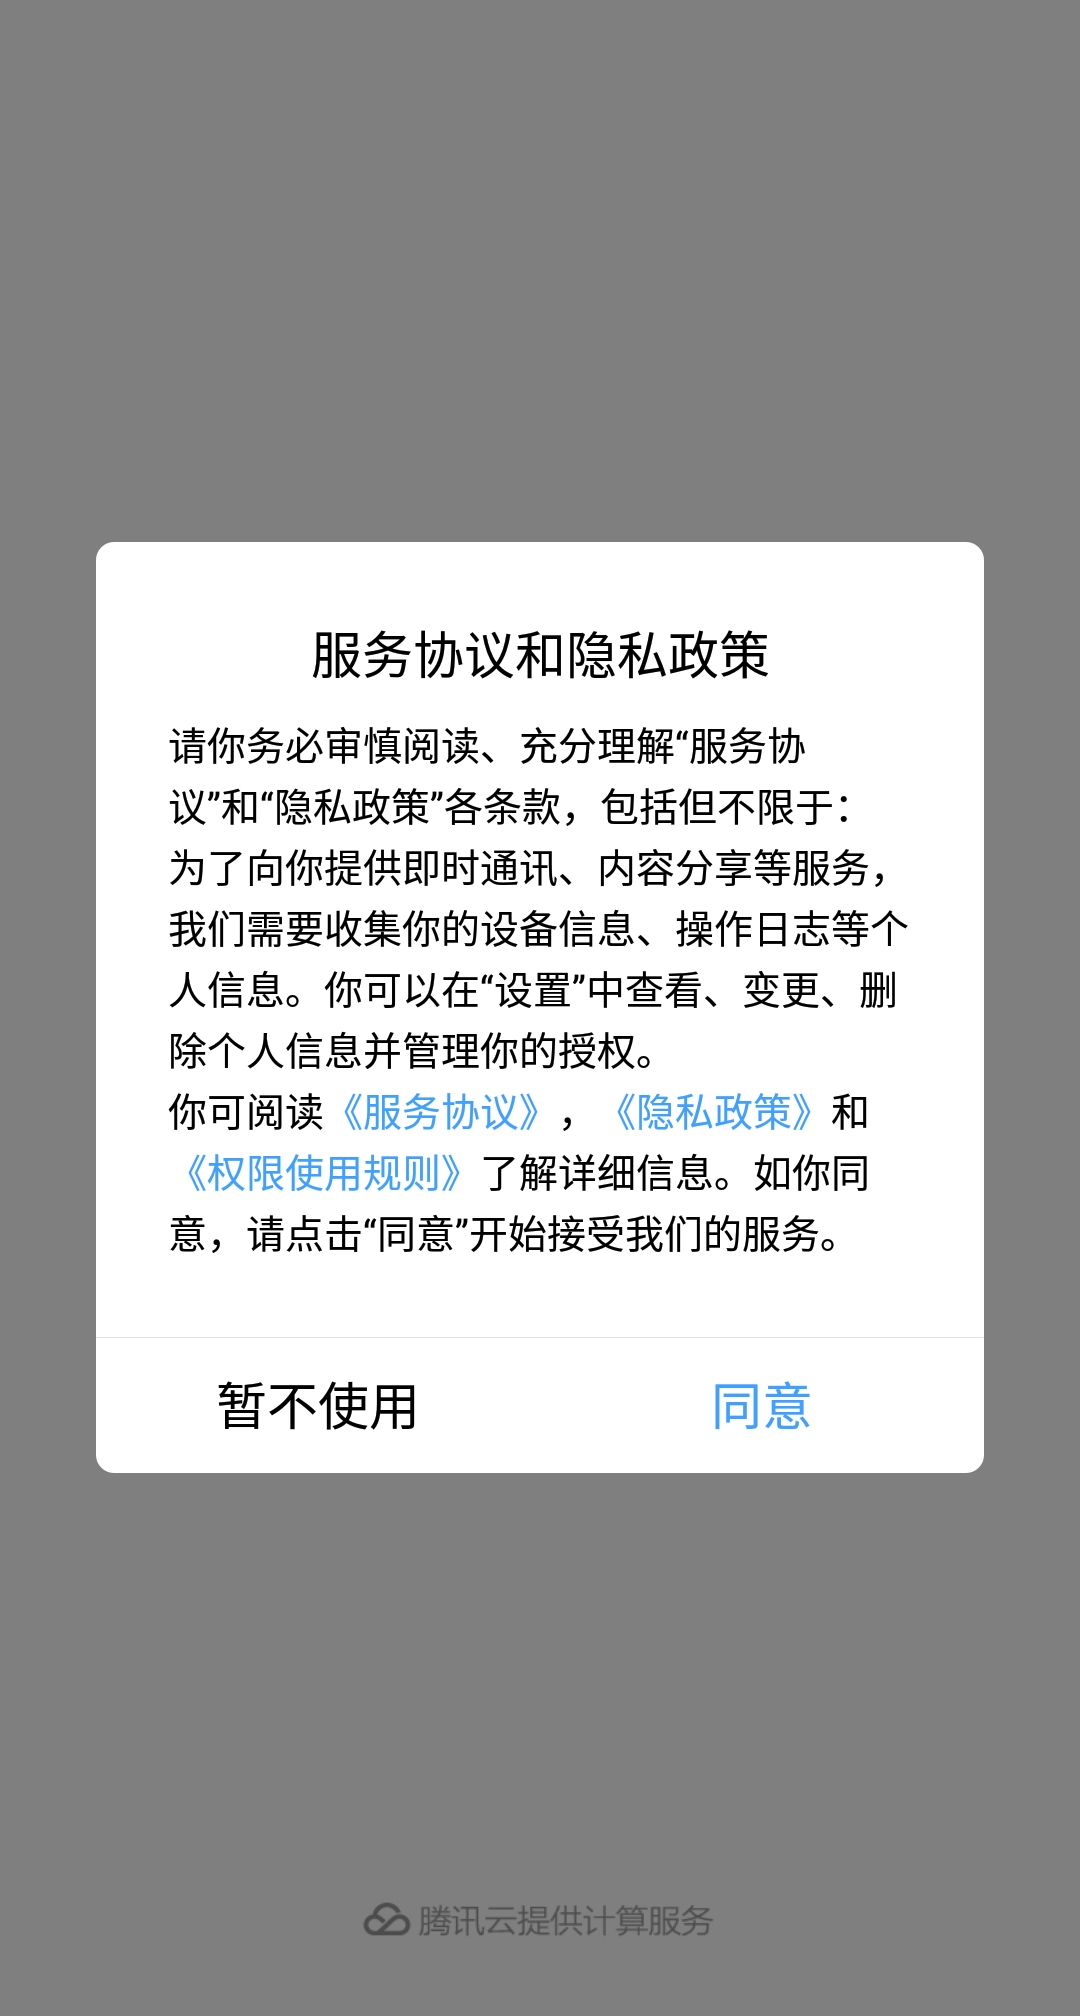 服务协议和隐私政策
请你务必审慎阅读、充分理解“服务协
议”和“隐私政策”各条款，包括但不限于：
为了向你提供即时通讯、内容分享等服务，
我们需要收集你的设备信息、操作日志等个
人信息。你可以在“设置”中查看、变更、删
除个人信息并管理你的授权。
你可阅读《服务协议》，《隐私政策》和
《权限使用规则》了解详细信息。如你同
意，请点击“同意”开始接受我们的服务。
暂不使用 同意
腾讯云提供计算服务